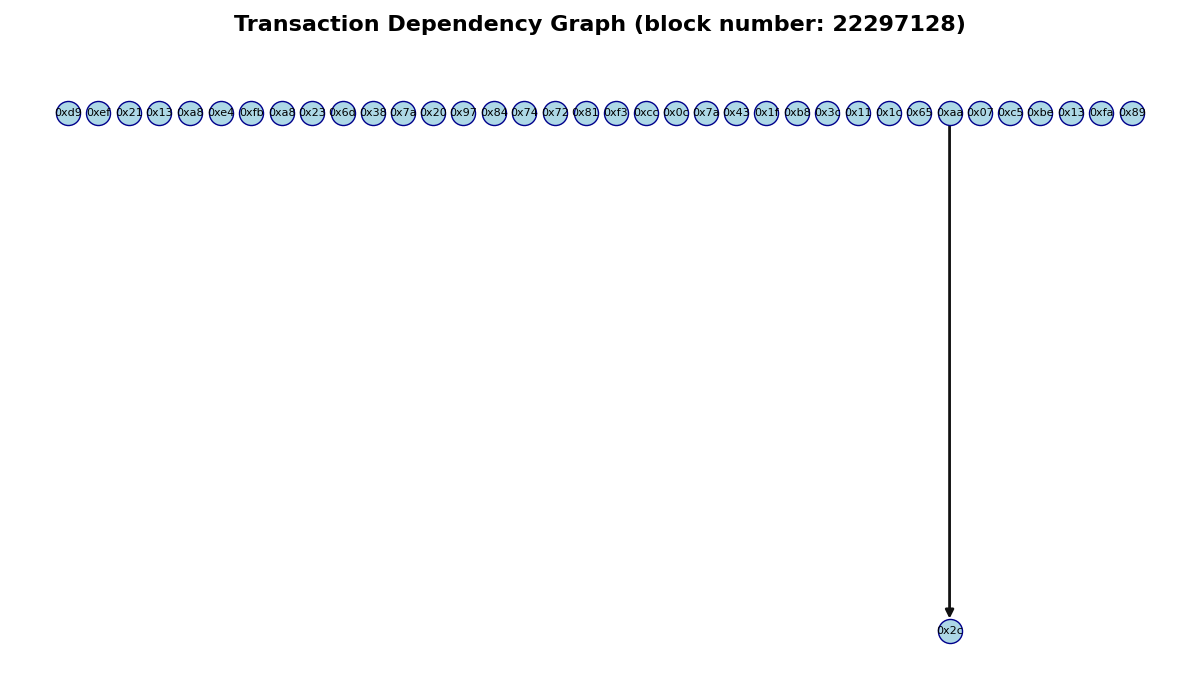 Transaction Dependency Graph (block number: 22297128)
0xd9 0xef 0x21 0x13 0xa8 0xe4 0xfb 0xa8 0x23 0x6d 0x38 0x7a 0x20 0x97 0x84 0x74 0x72 0x81 0xf3 0xcc 0x0c 0x7a 0x43 0x1f 0xb8 0x3c 0x11 0x1c 0x65 0xaa 0x07 0xc5 0xbe 0x13 0xfa 0x89
0x2c